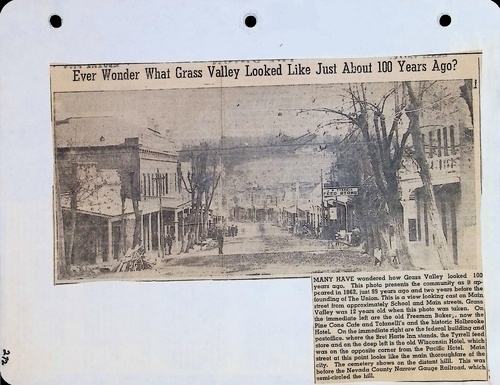 Ever Wonder What Grass Valley Looked Like Just About 100 Years Ago?
MANY HAVE wondered how Grass Valley looked 100
years ago. This photo presents the community as it ap-
peared in 1862, just 95 years ago and two years before the
founding of The Union. This is a view looking east on Main
street from approximately School and Main streets. Grass
Valley was 12 years old when this photo was taken. On
the immediate left are the old Freeman Baker, now the
Pine Cone Cafe and Tofanelli's and the historic Holbrooke
Hotel. On the immediate right are the federal building and
postoffice, where the Bret Harte Inn stands, the Tyrrell feed
store and on the deep left is the old Wisconsin Hotel, which
was on the opposite corner from the Pacific Hotel. Main
street at this point looks like the main thoroughfare of the
city. The cemetery shows on the distant hill. This was
before the Nevada County Narrow Gauge Railroad, which
semi-circled the hill.